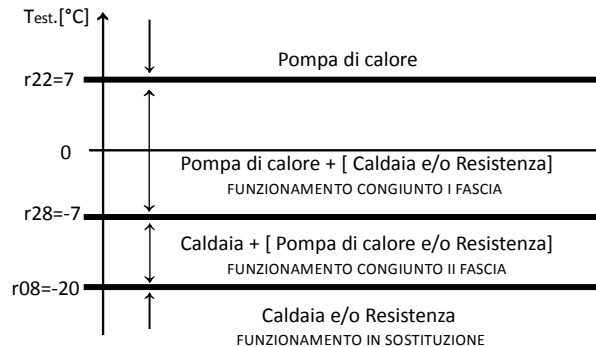 Test.[°C]
Pompa di calore
r22=7
0
Pompa di calore + [ Caldaia e/o Resistenza]
FUNZIONAMENTO CONGIUNTO I FASCIA
r28=-7
Caldaia + [ Pompa di calore e/o Resistenza]
FUNZIONAMENTO CONGIUNTO II FASCIA
r08=-20
Caldaia e/o Resistenza
FUNZIONAMENTO IN SOSTITUZIONE